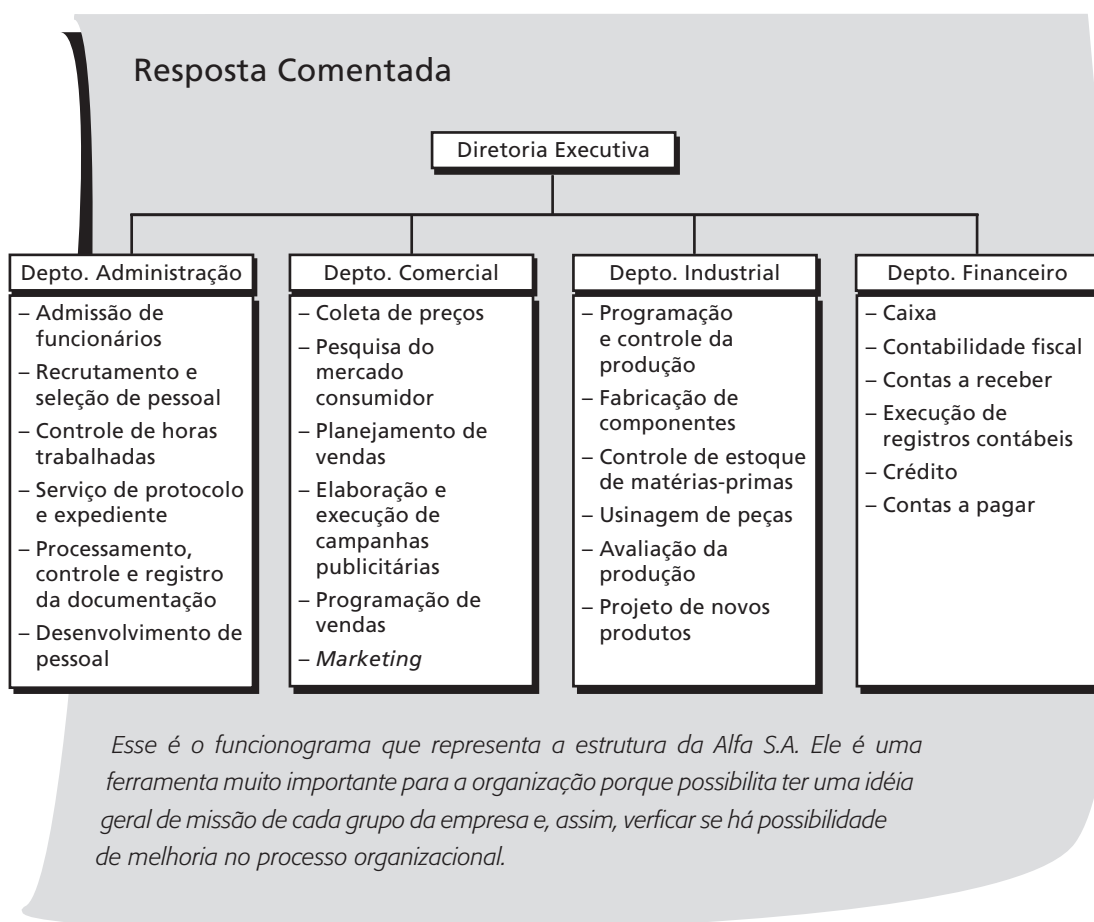 Resposta Comentada
Diretoria Executiva
Depto. Administração
– Admissão de
funcionários
– Recrutamento e
seleção de pessoal
– Controle de horas
trabalhadas
– Serviço de protocolo
e expediente
– Processamento,
controle e registro
da documentação
– Desenvolvimento de
pessoal
Depto. Comercial
– Coleta de preços
– Pesquisa do
mercado
consumidor
– Planejamento de
vendas
– Elaboração e
execução de
campanhas
publicitárias
– Programação de
vendas
– Marketing
Depto. Industrial
– Programação
e controle da
produção
– Fabricação de
componentes
– Controle de estoque
de matérias-primas
– Usinagem de peças
– Avaliação da
produção
– Projeto de novos
produtos
Depto. Financeiro
– Caixa
– Contabilidade fiscal
– Contas a receber
– Execução de
registros contábeis
– Crédito
– Contas a pagar
Esse é o funcionograma que representa a estrutura da Alfa S.A. Ele é uma
ferramenta muito importante para a organização porque possibilita ter uma idéia
geral de missão de cada grupo da empresa e, assim, verficar se há possibilidade
de melhoria no processo organizacional.